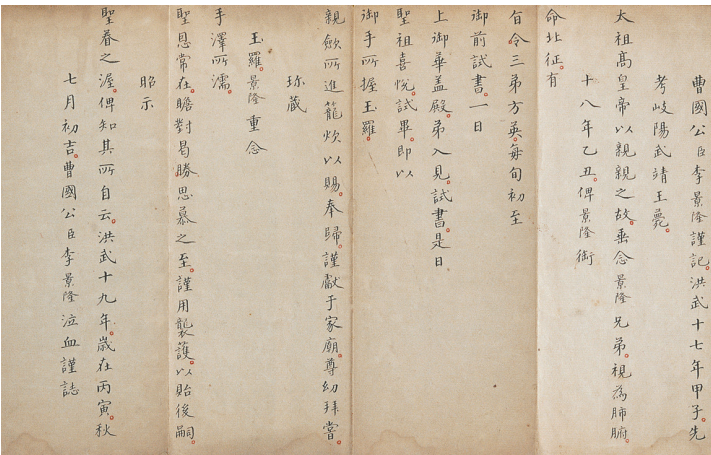 曹國公臣李景隆謹記。洪武十七年甲子。先
考岐陽武靖王薨。
太祖高皇帝以親親之故。垂念景隆兄弟。視為肺腑。
十八年乙丑。俾景隆銜
命北征。有
旨令三弟方英。每旬初至
御前試書。一日
上御華盖殿。弟入見。試書。是日
聖祖喜悅。試畢。即以
御手所握玉羅。
親歛所進籠炊以賜。奉歸。謹獻于家廟。尊幼拜嘗。
珎藏
玉羅。景隆重念
手澤所濡。
聖恩常在。瞻對曷勝思慕之至。謹用襲護。以貽後嗣。
昭示
聖眷之渥。俾知其所自云。洪武十九年。歲在丙寅。秋
七月初吉。曹國公臣李景隆泣血謹誌